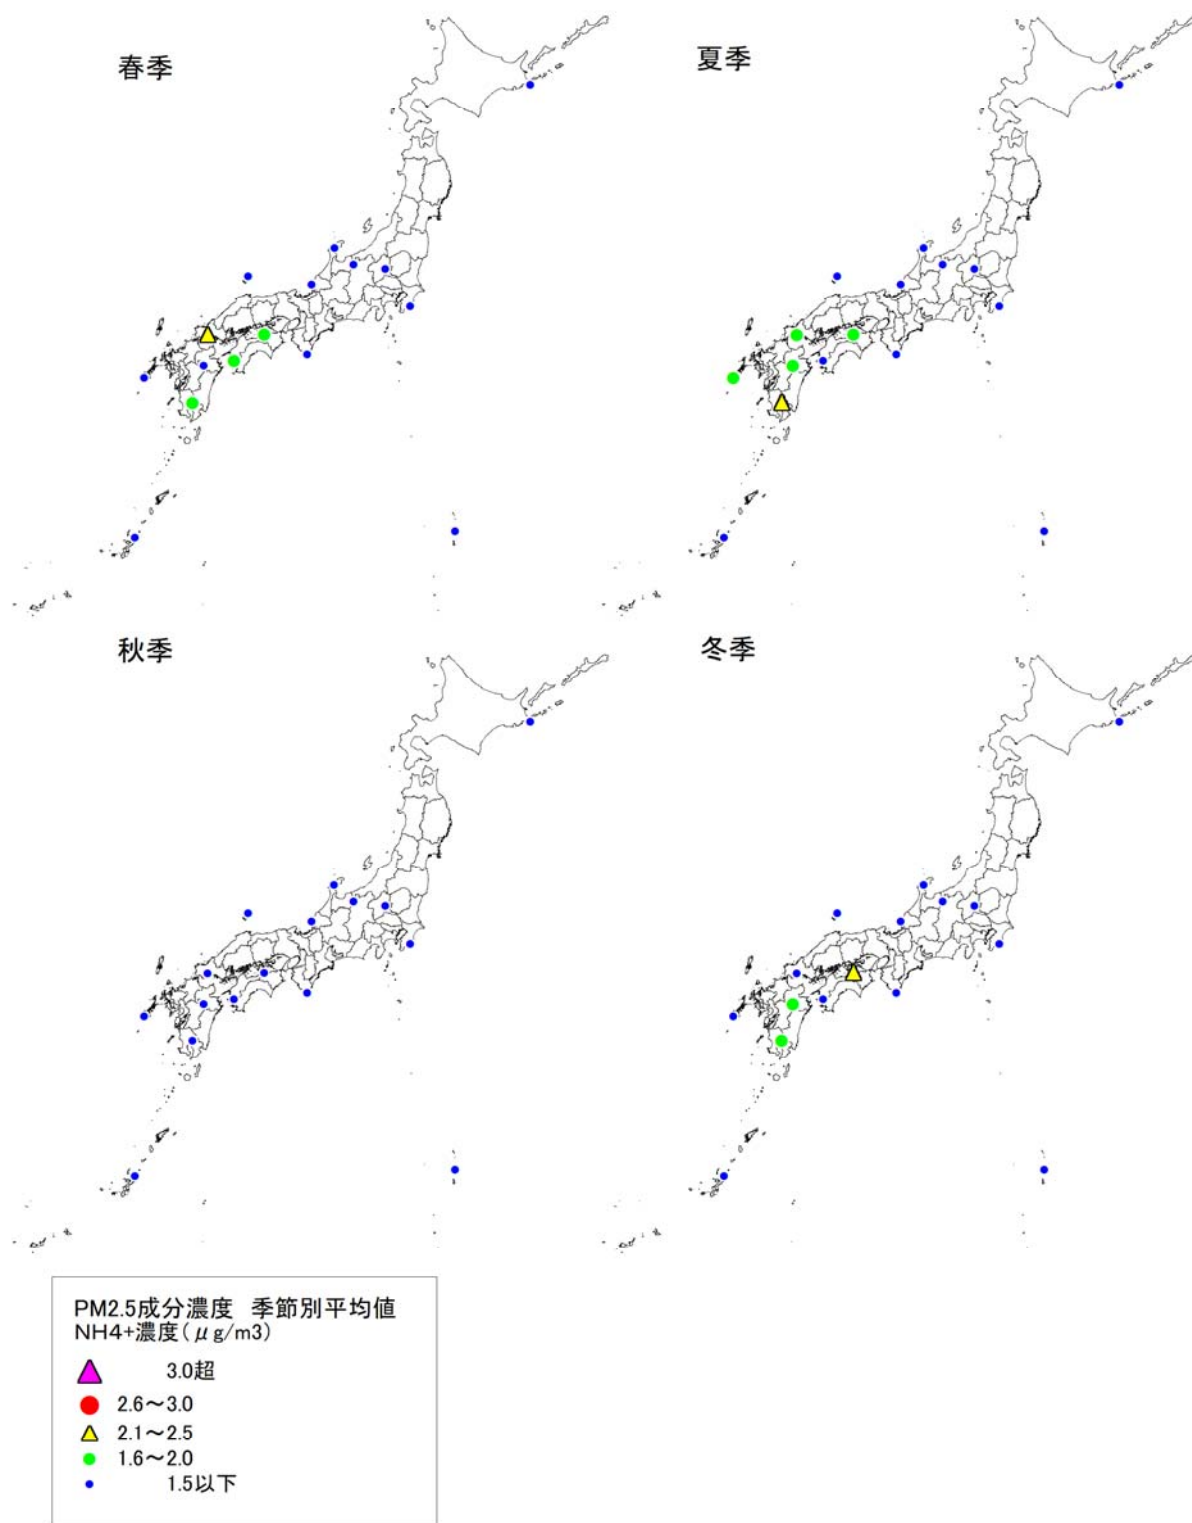 春季
夏季
秋季
冬季
PM2.5成分濃度　季節別平均値
NH4+濃度(μg/m3)
3.0超
2.6～3.0
2.1～2.5
1.6～2.0
1.5以下